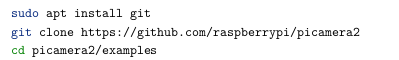 sudo apt install git
git clone https://github.com/raspberrypi/picamera2
cd picamera2/examples